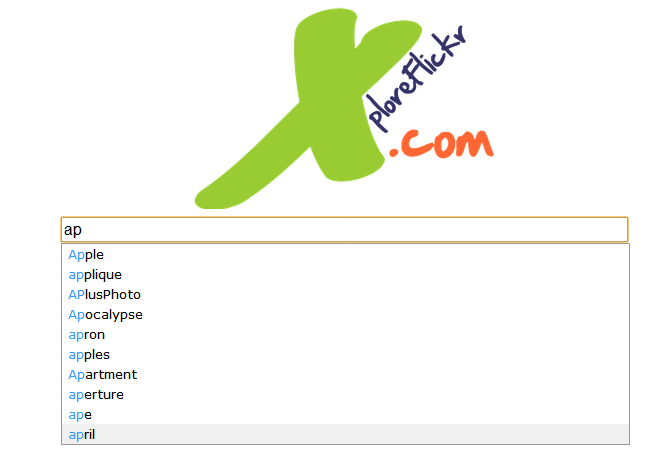 XploreFlickr
.com
ap
Apple
applique
APlusPhoto
Apocalypse
apron
apples
Apartment
aperture
ape
april